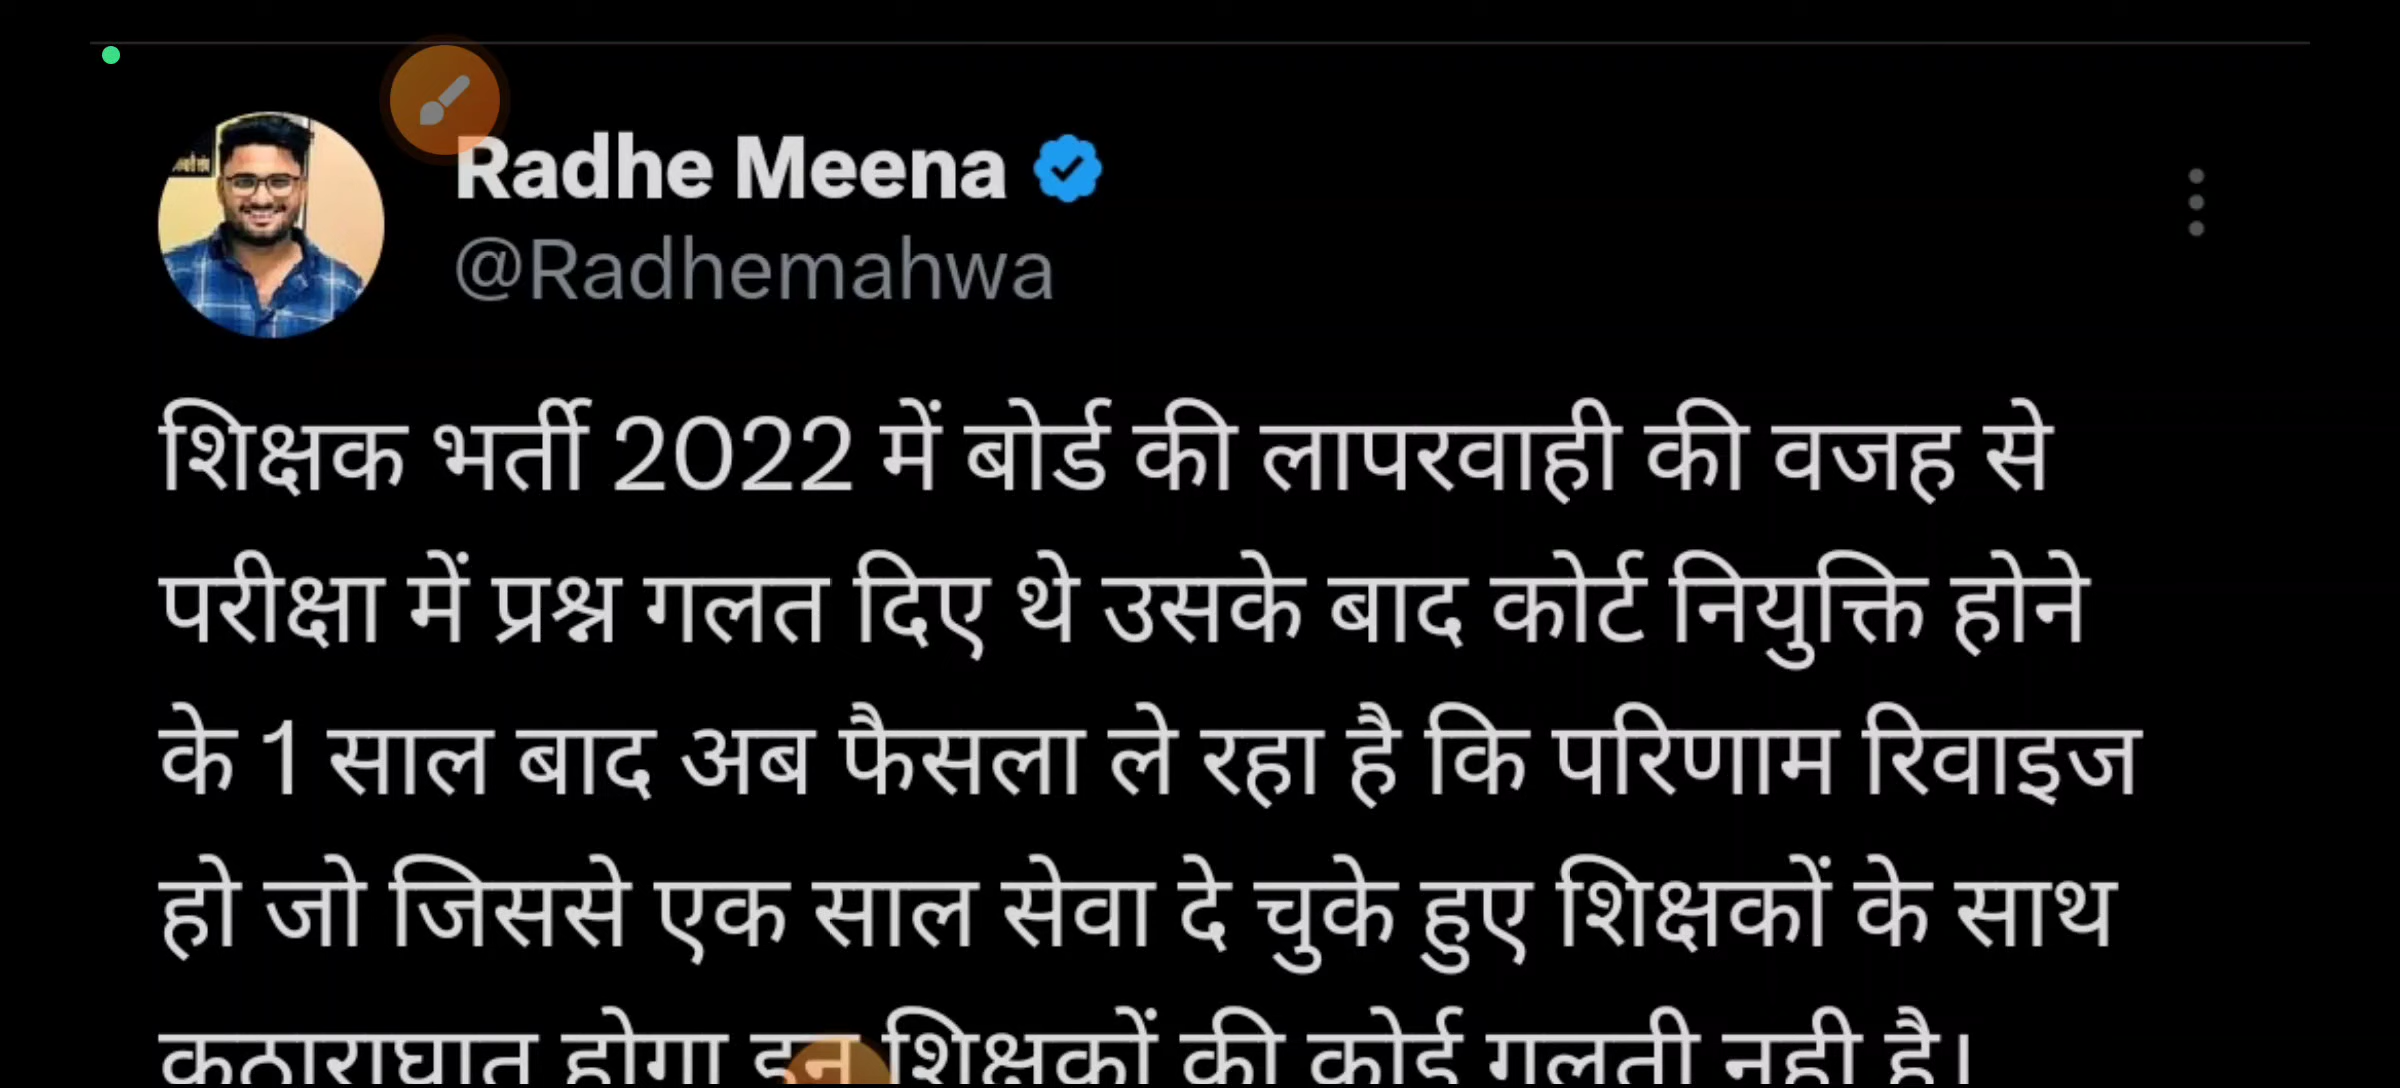 Radhe Meena
@Radhemahwa
शिक्षक भर्ती 2022 में बोर्ड की लापरवाही की वजह से
परीक्षा में प्रश्न गलत दिए थे उसके बाद कोर्ट नियुक्ति होने
के 1 साल बाद अब फैसला ले रहा है कि परिणाम रिवाइज
हो जो जिससे एक साल सेवा दे चुके हुए शिक्षकों के साथ
कुठाराघात होगा इन शिक्षकों की कोई गलती नही है।